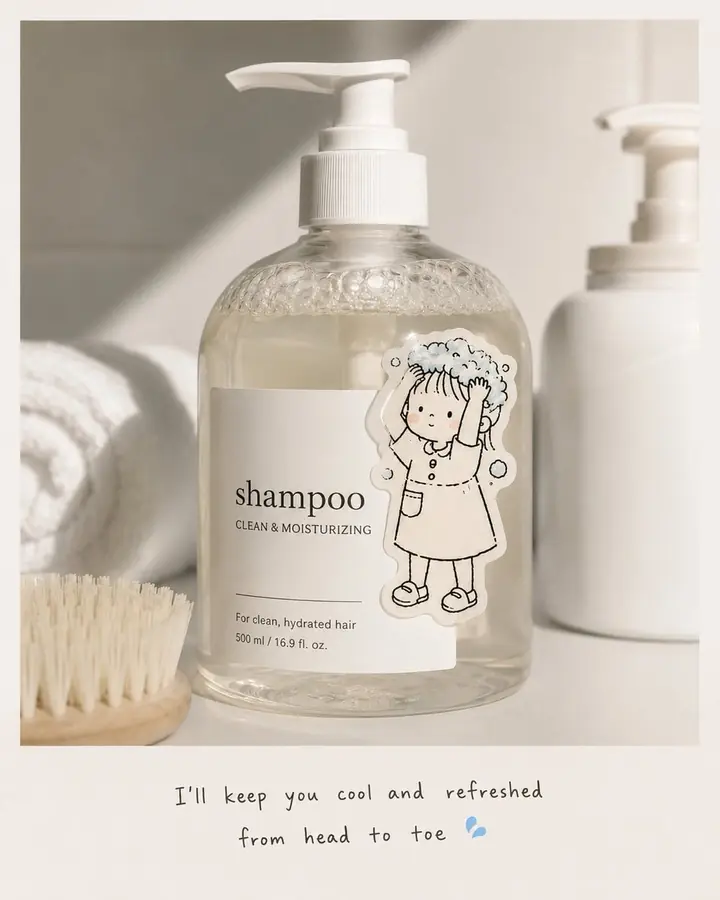 shampoo
CLEAN & MOISTURIZING
For clean, hydrated hair
500 ml / 16.9 fl. oz.
I'll keep you cool and refreshed
from head to toe 💦